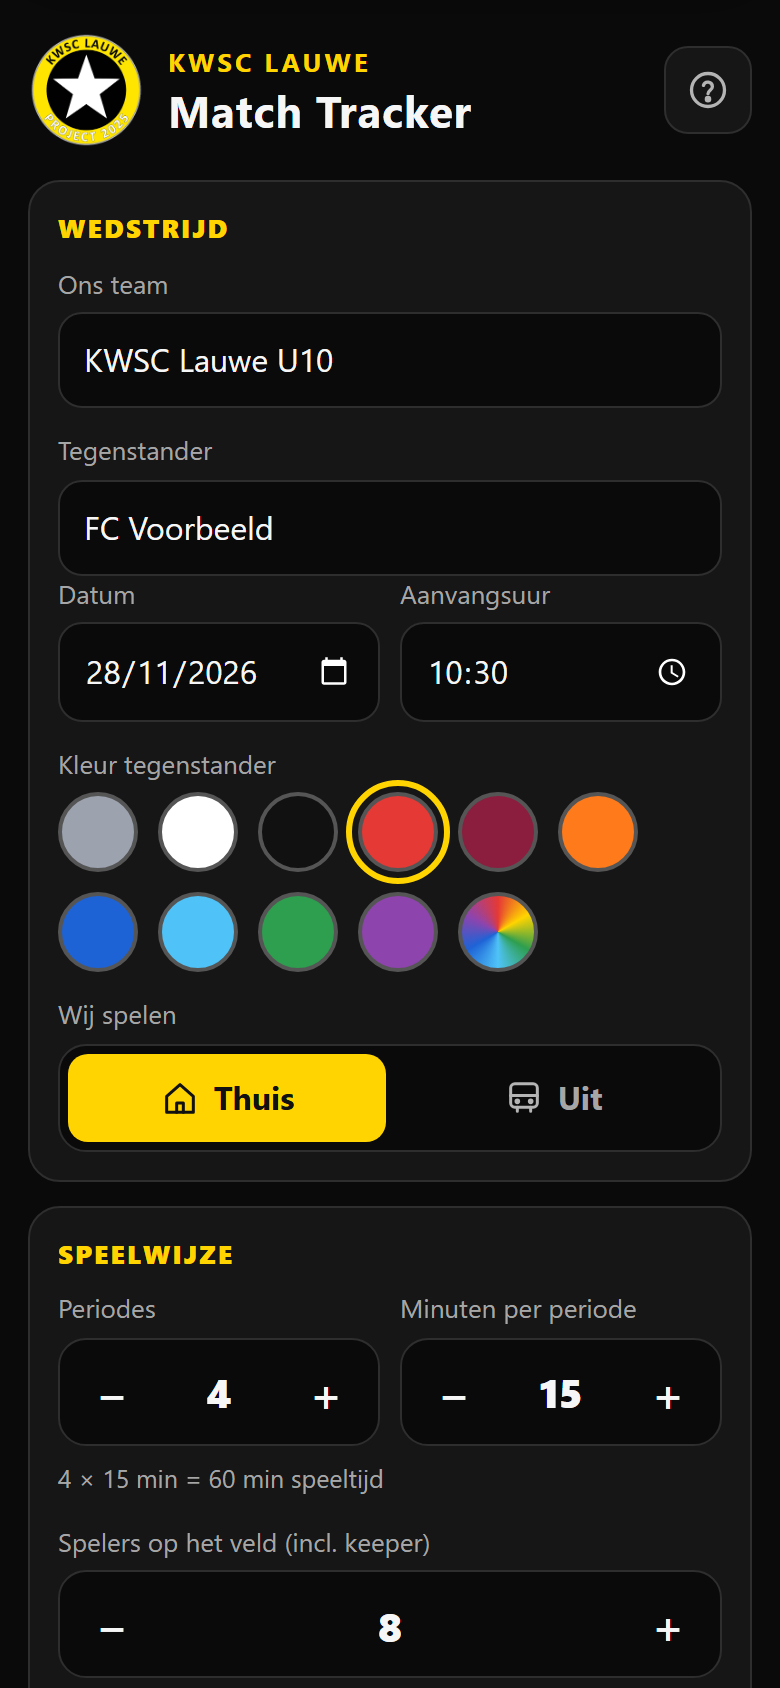 KWSC LAUWE
PROJECT 2025
KWSC LAUWE
Match Tracker
WEDSTRIJD
Ons team
KWSC Lauwe U10
Tegenstander
FC Voorbeeld
Datum Aanvangsuur
28/11/2026 10:30
Kleur tegenstander
Wij spelen
Thuis Uit
SPEELWIJZE
Periodes Minuten per periode
− 4 + − 15 +
4 × 15 min = 60 min speeltijd
Spelers op het veld (incl. keeper)
− 8 +